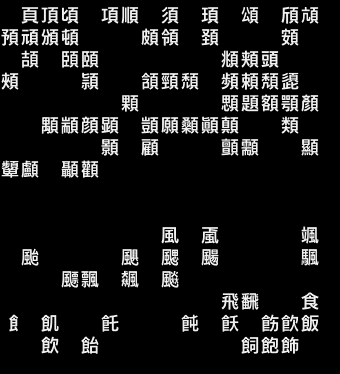 頁頂頃 項順 須 頊 頌 頎頏
預頑頒頓 頗領 頚 頞
頡 頣頤 頫頬頭
頰 頴 頷頸頹 頻頼頽頾
顆 顋題額顎顏
顒顓顔顕 顗願顙顚顛 類
顥 顧 顫顬 顯
顰顱 顳顴
風 颪 颯
颱 颶 颸 颺 颿
飃飄 飆 飈
飛飜 食
飠 飢 飥 飩 飫 飭飮飯
飲 飴 飼飽飾